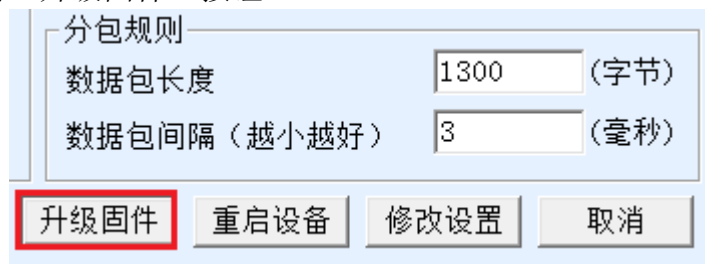 分包规则
数据包长度 1300 (字节)
数据包间隔（越小越好） 3 (毫秒)
升级固件 重启设备 修改设置 取消